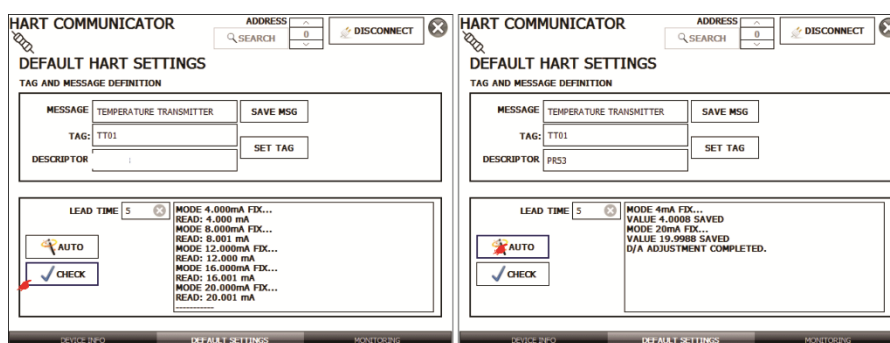 HART COMMUNICATOR
ADDRESS
SEARCH
0
DISCONNECT
DEFAULT HART SETTINGS
TAG AND MESSAGE DEFINITION
MESSAGE TEMPERATURE TRANSMITTER SAVE MSG
TAG: TT01
SET TAG
DESCRIPTOR
LEAD TIME 5
AUTO
CHECK
MODE 4.000mA FIX...
READ: 4.000 mA
MODE 8.000mA FIX...
READ: 8.001 mA
MODE 12.000mA FIX...
READ: 12.000 mA
MODE 16.000mA FIX...
READ: 16.001 mA
MODE 20.000mA FIX...
READ: 20.001 mA
-----------
DEVICE INFO DEFAULT SETTINGS MONITORING
HART COMMUNICATOR
ADDRESS
SEARCH
0
DISCONNECT
DEFAULT HART SETTINGS
TAG AND MESSAGE DEFINITION
MESSAGE TEMPERATURE TRANSMITTER SAVE MSG
TAG: TT01
SET TAG
DESCRIPTOR PR53
LEAD TIME 5
AUTO
CHECK
MODE 4mA FIX...
VALUE 4.0008 SAVED
MODE 20mA FIX...
VALUE 19.9988 SAVED
D/A ADJUSTMENT COMPLETED.
DEVICE INFO DEFAULT SETTINGS MONITORING